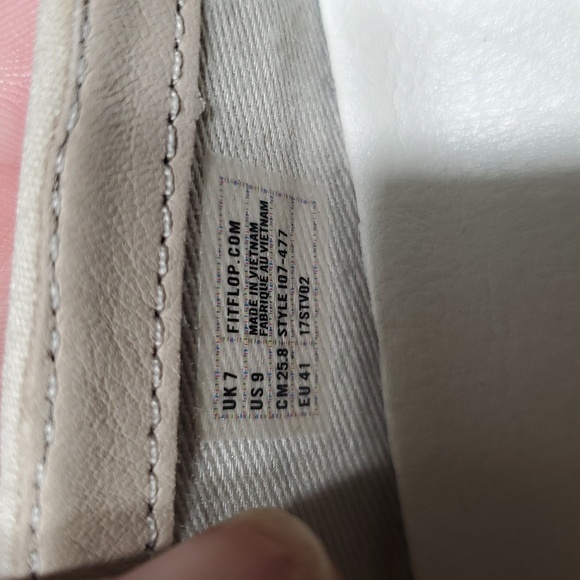 UK 7 FITFLOP.COM
US 9 MADE IN VIETNAM
FABRIQUE AU VIETNAM
CM 25.8 STYLE I07-477
EU 41 17STV02